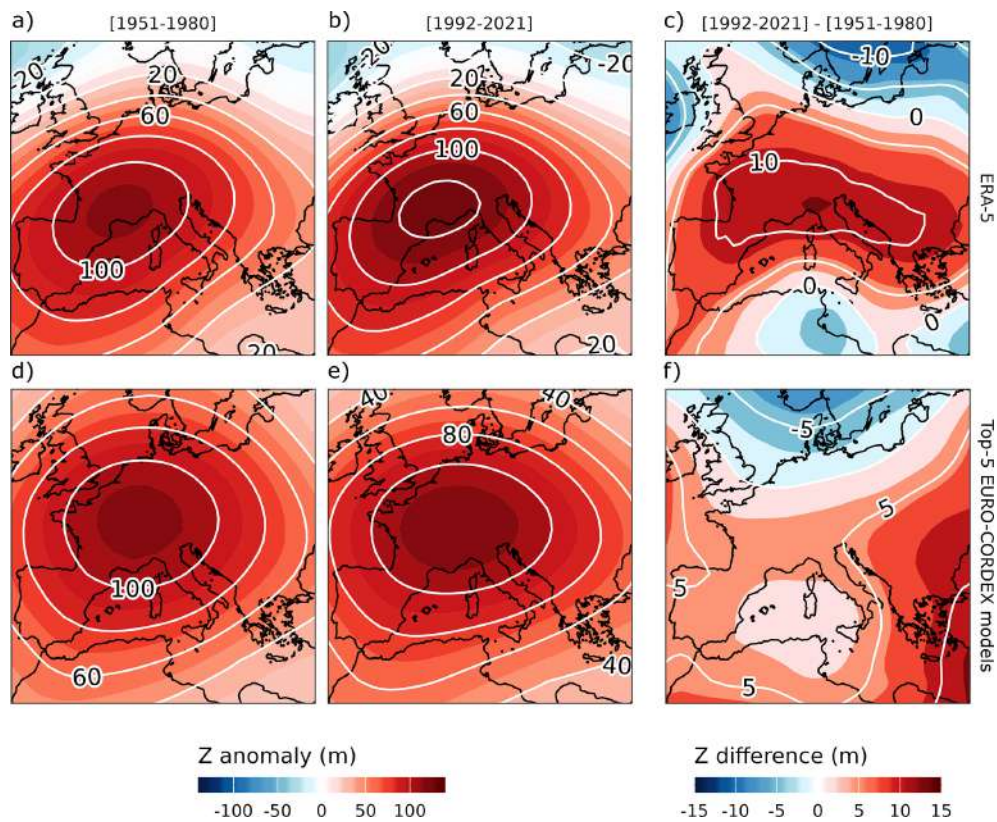 a) [1951-1980]
b) [1992-2021]
c) [1992-2021] - [1951-1980]
-20
20
60
100
20
-20
20
-20
60
100
20
-10
0
10
0
0
ERA-5
d)
e)
f)
100
60
40
40
80
40
-5
5
5
5
Top-5 EURO-CORDEX models
Z anomaly (m)
-100 -50 0 50 100
Z difference (m)
-15 -10 -5 0 5 10 15